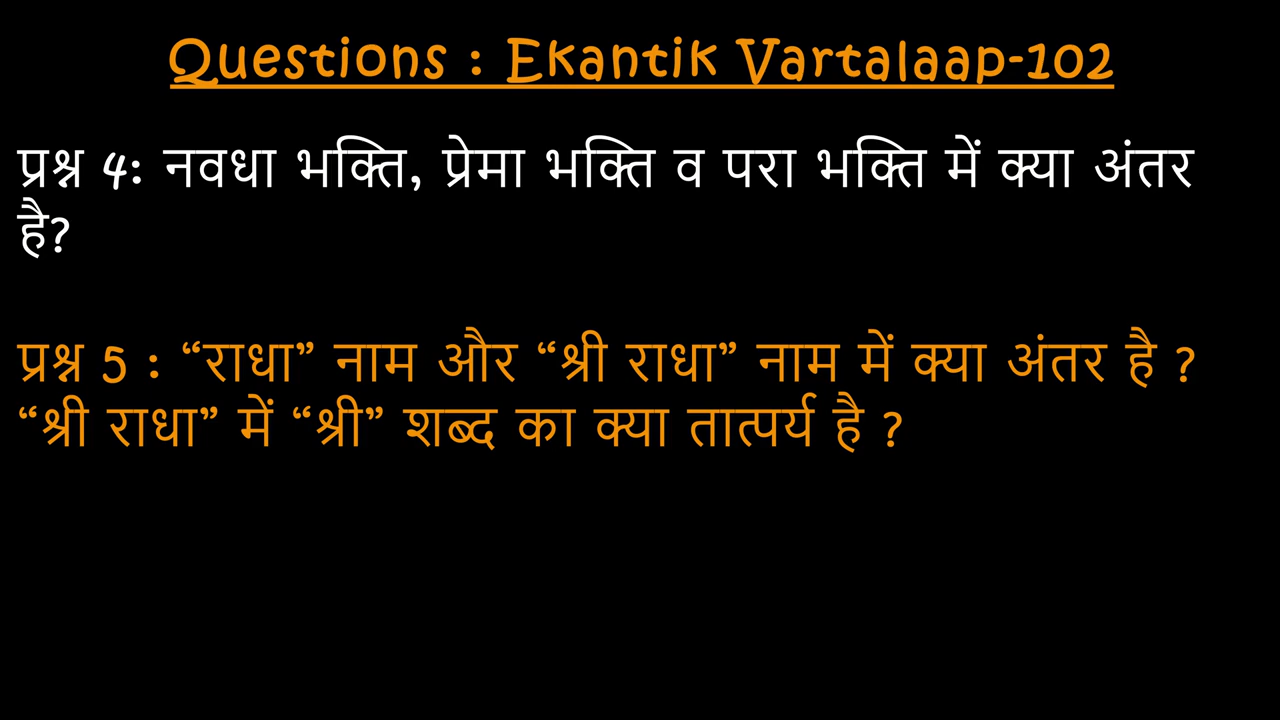 Questions : Ekantik Vartalaap-102
प्रश्न 4: नवधा भक्ति, प्रेमा भक्ति व परा भक्ति में क्या अंतर
है?
प्रश्न 5 : “राधा” नाम और “श्री राधा” नाम में क्या अंतर है ?
“श्री राधा” में “श्री” शब्द का क्या तात्पर्य है ?